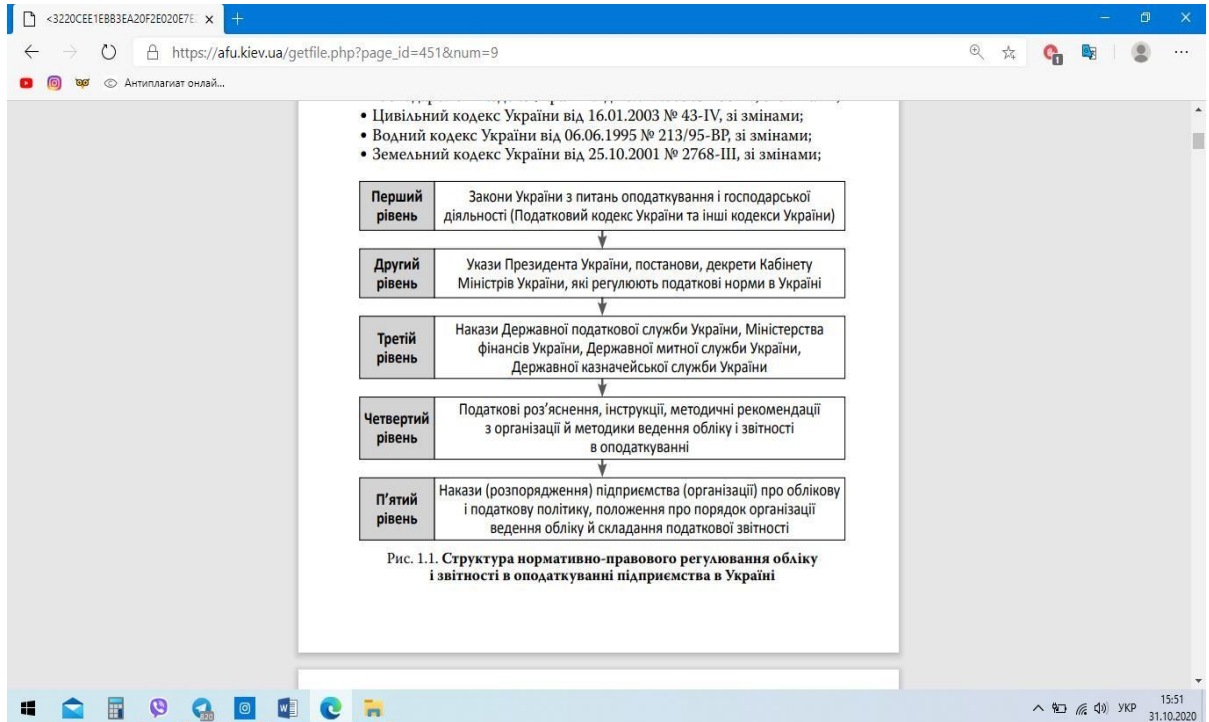 <3220CEE1EBB3EA20F2E020E7E
https://afu.kiev.ua/getfile.php?page_id=451&num=9
1
Антиплагиат онлай...
• Цивільний кодекс України від 16.01.2003 № 43-IV, зі змінами;
• Водний кодекс України від 06.06.1995 № 213/95-ВР, зі змінами;
• Земельний кодекс України від 25.10.2001 № 2768-III, зі змінами;
Перший рівень
Закони України з питань оподаткування і господарської
діяльності (Податковий кодекс України та інші кодекси України)
Другий рівень
Укази Президента України, постанови, декрети Кабінету
Міністрів України, які регулюють податкові норми в Україні
Третій рівень
Накази Державної податкової служби України, Міністерства
фінансів України, Державної митної служби України,
Державної казначейської служби України
Четвертий рівень
Податкові роз’яснення, інструкції, методичні рекомендації
з організації й методики ведення обліку і звітності
в оподаткуванні
П’ятий рівень
Накази (розпорядження) підприємства (організації) про облікову
і податкову політику, положення про порядок організації
ведення обліку й складання податкової звітності
Рис. 1.1. Структура нормативно-правового регулювання обліку
і звітності в оподаткуванні підприємства в Україні
УКР
15:51
31.10.2020